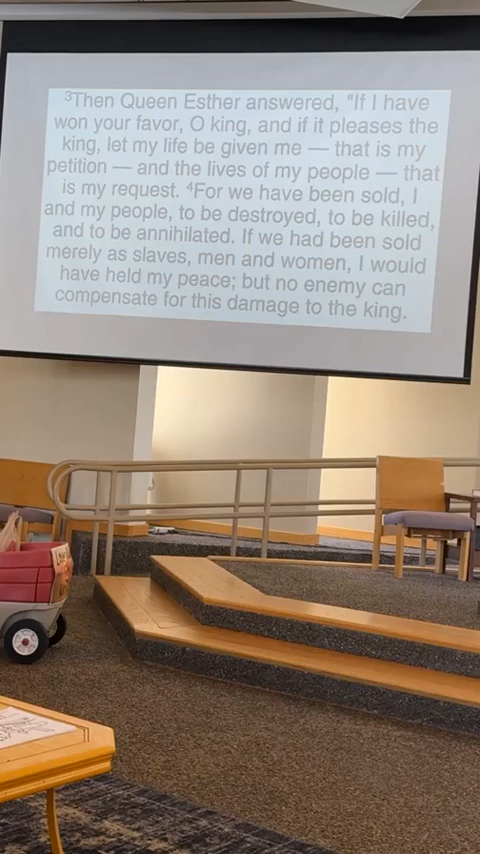 ³Then Queen Esther answered, "If I have
won your favor, O king, and if it pleases the
king, let my life be given me — that is my
petition — and the lives of my people — that
is my request. ⁴For we have been sold, I
and my people, to be destroyed, to be killed,
and to be annihilated. If we had been sold
merely as slaves, men and women, I would
have held my peace; but no enemy can
compensate for this damage to the king.